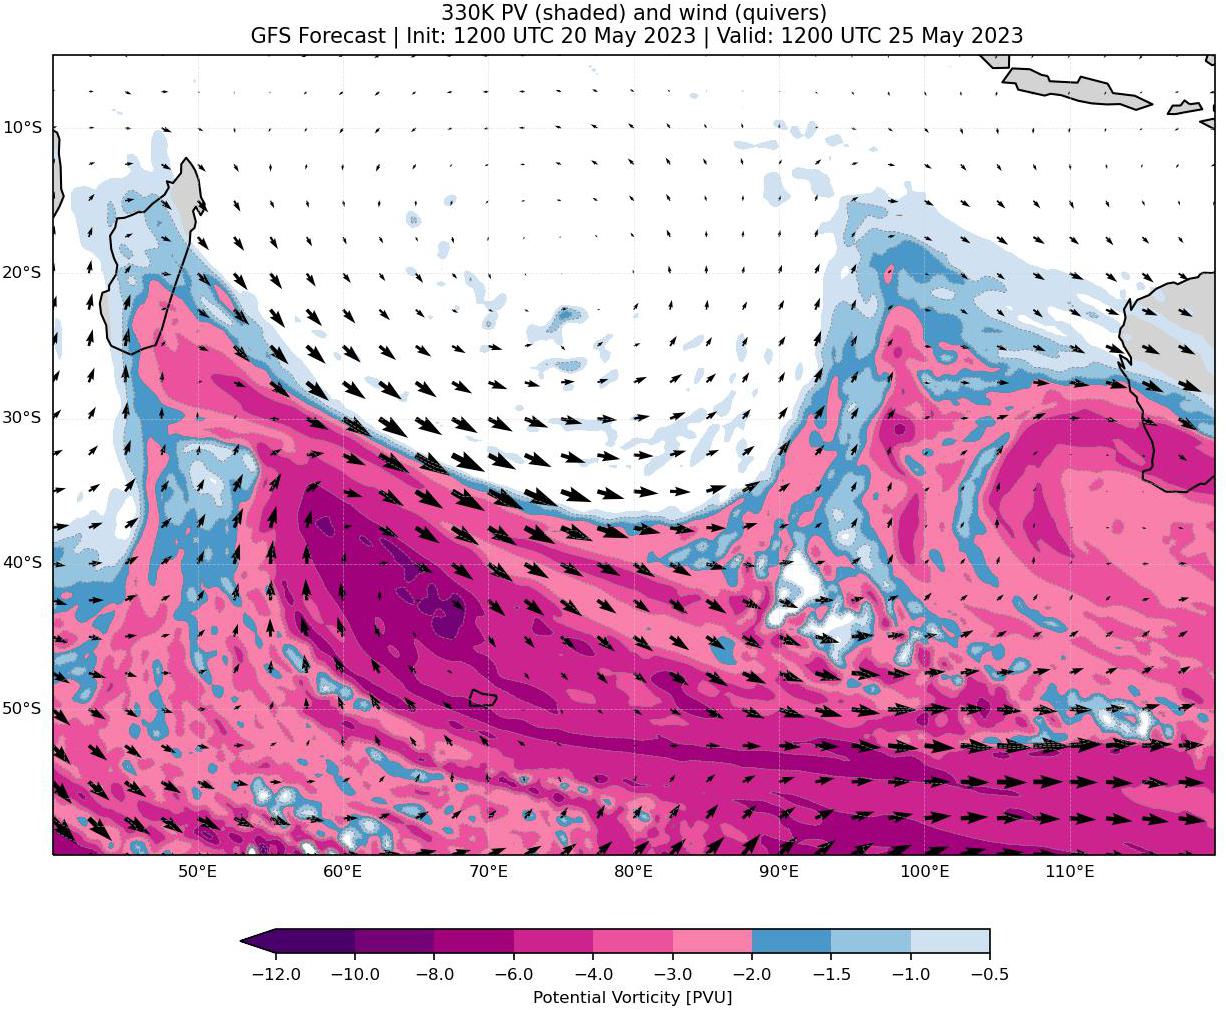 330K PV (shaded) and wind (quivers)
GFS Forecast | Init: 1200 UTC 20 May 2023 | Valid: 1200 UTC 25 May 2023
10°S
20°S
30°S
40°S
50°S
50°E 60°E 70°E 80°E 90°E 100°E 110°E
−12.0 −10.0 −8.0 −6.0 −4.0 −3.0 −2.0 −1.5 −1.0 −0.5
Potential Vorticity [PVU]